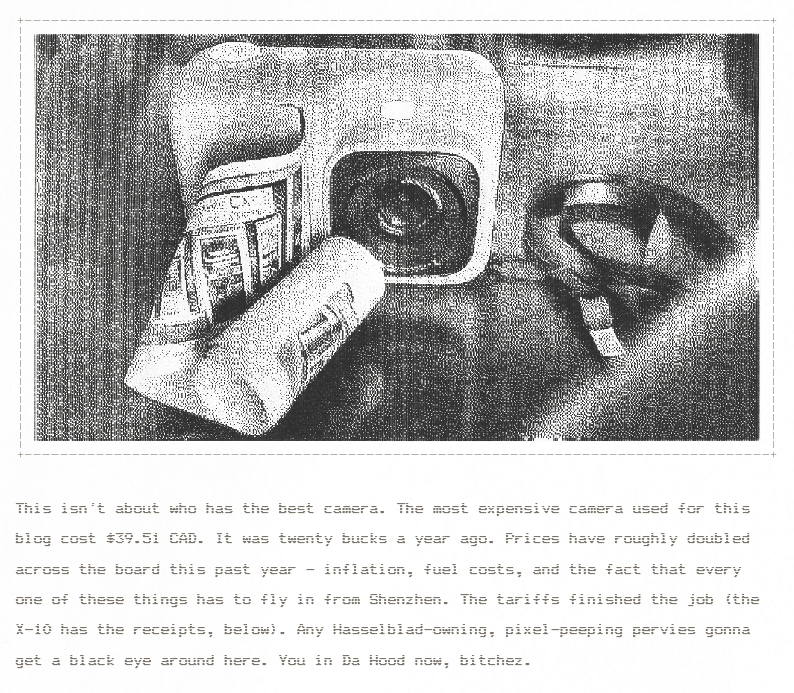 This isn't about who has the best camera. The most expensive camera used for this
blog cost $39.51 CAD. It was twenty bucks a year ago. Prices have roughly doubled
across the board this past year - inflation, fuel costs, and the fact that every
one of these things has to fly in from Shenzhen. The tariffs finished the job (the
X-10 has the receipts, below). Any Hasselblad-owning, pixel-peeping pervies gonna
get a black eye around here. You in Da Hood now, bitchez.